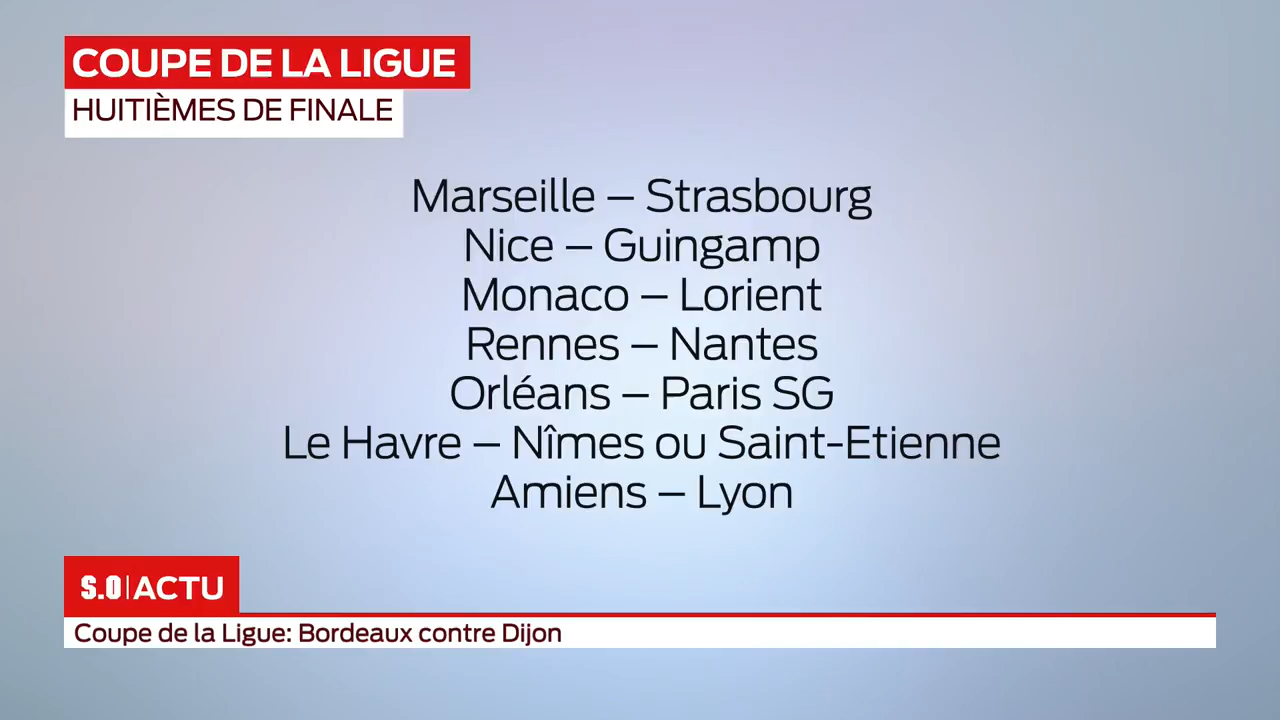 COUPE DE LA LIGUE
HUITIÈMES DE FINALE
Marseille – Strasbourg
Nice – Guingamp
Monaco – Lorient
Rennes – Nantes
Orléans – Paris SG
Le Havre – Nîmes ou Saint-Etienne
Amiens – Lyon
S.O|ACTU
Coupe de la Ligue: Bordeaux contre Dijon